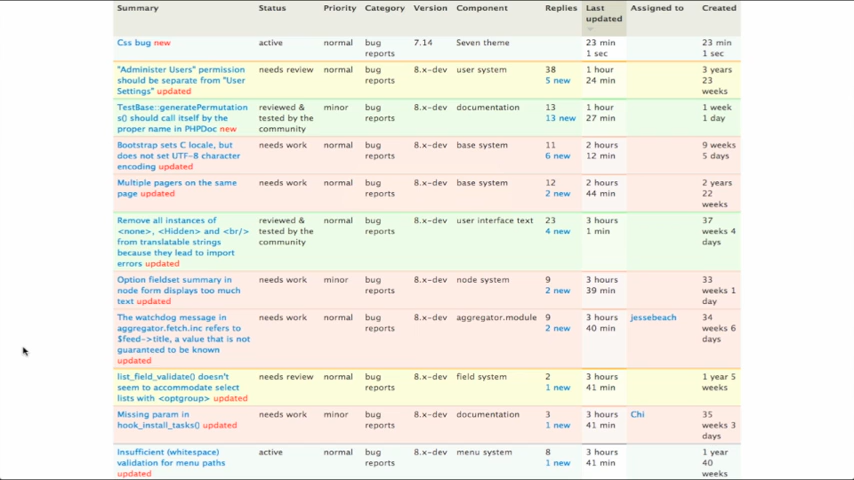 Summary Status Priority Category Version Component Replies Last updated Assigned to Created
Css bug new active normal bug reports 7.14 Seven theme 23 min 1 sec 23 min 1 sec
"Administer Users" permission should be separate from "User Settings" updated needs review normal bug reports 8.x-dev user system 38 5 new 1 hour 24 min 3 years 23 weeks
TestBase::generatePermutations() should call itself by the proper name in PHPDoc new reviewed & tested by the community minor bug reports 8.x-dev documentation 13 13 new 1 hour 27 min 1 week 1 day
Bootstrap sets C locale, but does not set UTF-8 character encoding updated needs work normal bug reports 8.x-dev base system 11 6 new 2 hours 12 min 9 weeks 5 days
Multiple pagers on the same page updated needs work normal bug reports 8.x-dev base system 12 2 new 2 hours 44 min 2 years 22 weeks
Remove all instances of <none>, <Hidden> and <br/> from translatable strings because they lead to import errors updated reviewed & tested by the community normal bug reports 8.x-dev user interface text 23 4 new 3 hours 1 min 37 weeks 4 days
Option fieldset summary in node form displays too much text updated needs work minor bug reports 8.x-dev node system 9 2 new 3 hours 39 min 33 weeks 1 day
The watchdog message in aggregator.fetch.inc refers to $feed->title, a value that is not guaranteed to be known updated needs work normal bug reports 8.x-dev aggregator.module 9 2 new 3 hours 40 min jessebeach 34 weeks 6 days
list_field_validate() doesn't seem to accommodate select lists with <optgroup> updated needs review normal bug reports 8.x-dev field system 2 1 new 3 hours 41 min 1 year 5 weeks
Missing param in hook_install_tasks() updated needs work minor bug reports 8.x-dev documentation 3 1 new 3 hours 41 min Chi 35 weeks 3 days
Insufficient (whitespace) validation for menu paths updated active normal bug reports 8.x-dev menu system 8 1 new 3 hours 41 min 1 year 40 weeks